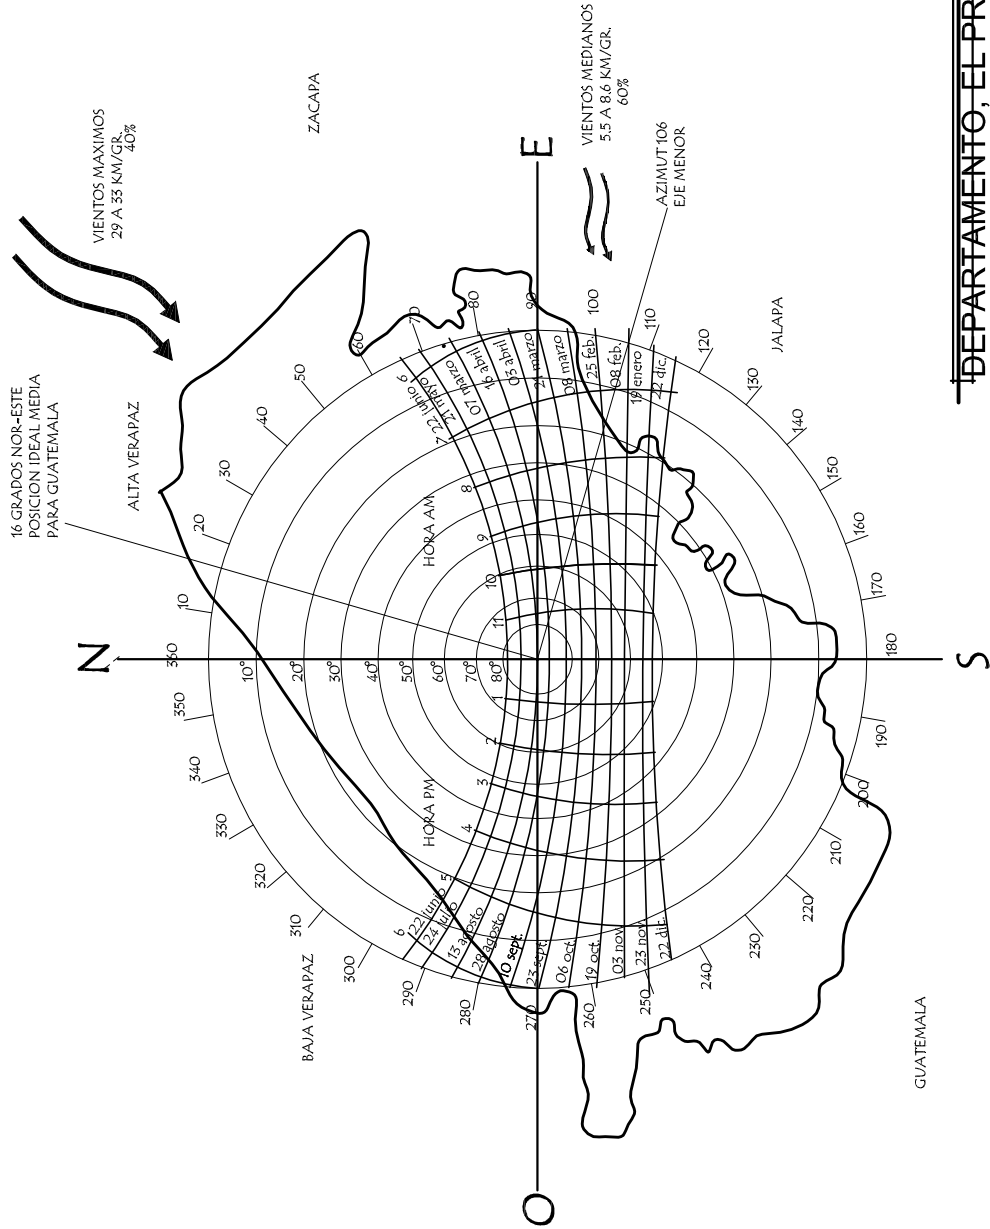 N
S
E
O
16 GRADOS NOR-ESTE
POSICION IDEAL MEDIA
PARA GUATEMALA
VIENTOS MAXIMOS
29 A 33 KM/GR.
40%
VIENTOS MEDIANOS
5.5 A 8.6 KM/GR.
60%
AZIMUT 106
EJE MENOR
ALTA VERAPAZ
BAJA VERAPAZ
ZACAPA
JALAPA
GUATEMALA
HORA AM
HORA PM
360
10
20
30
40
50
60
70
80
90
100
110
120
130
140
150
160
170
180
190
200
210
220
230
240
250
260
270
280
290
300
310
320
330
340
350
10°
20°
30°
40°
50°
60°
70°
80°
6
7
8
9
10
11
1
2
3
4
5
6
22 junio
21 mayo
07 marzo
16 abril
03 abril
21 marzo
08 marzo
25 feb.
08 feb.
19 enero
22 dic.
22 junio
24 julio
13 agosto
28 agosto
10 sept.
23 sept.
06 oct.
19 oct.
03 nov.
23 nov.
22 dic.
DEPARTAMENTO, EL PR